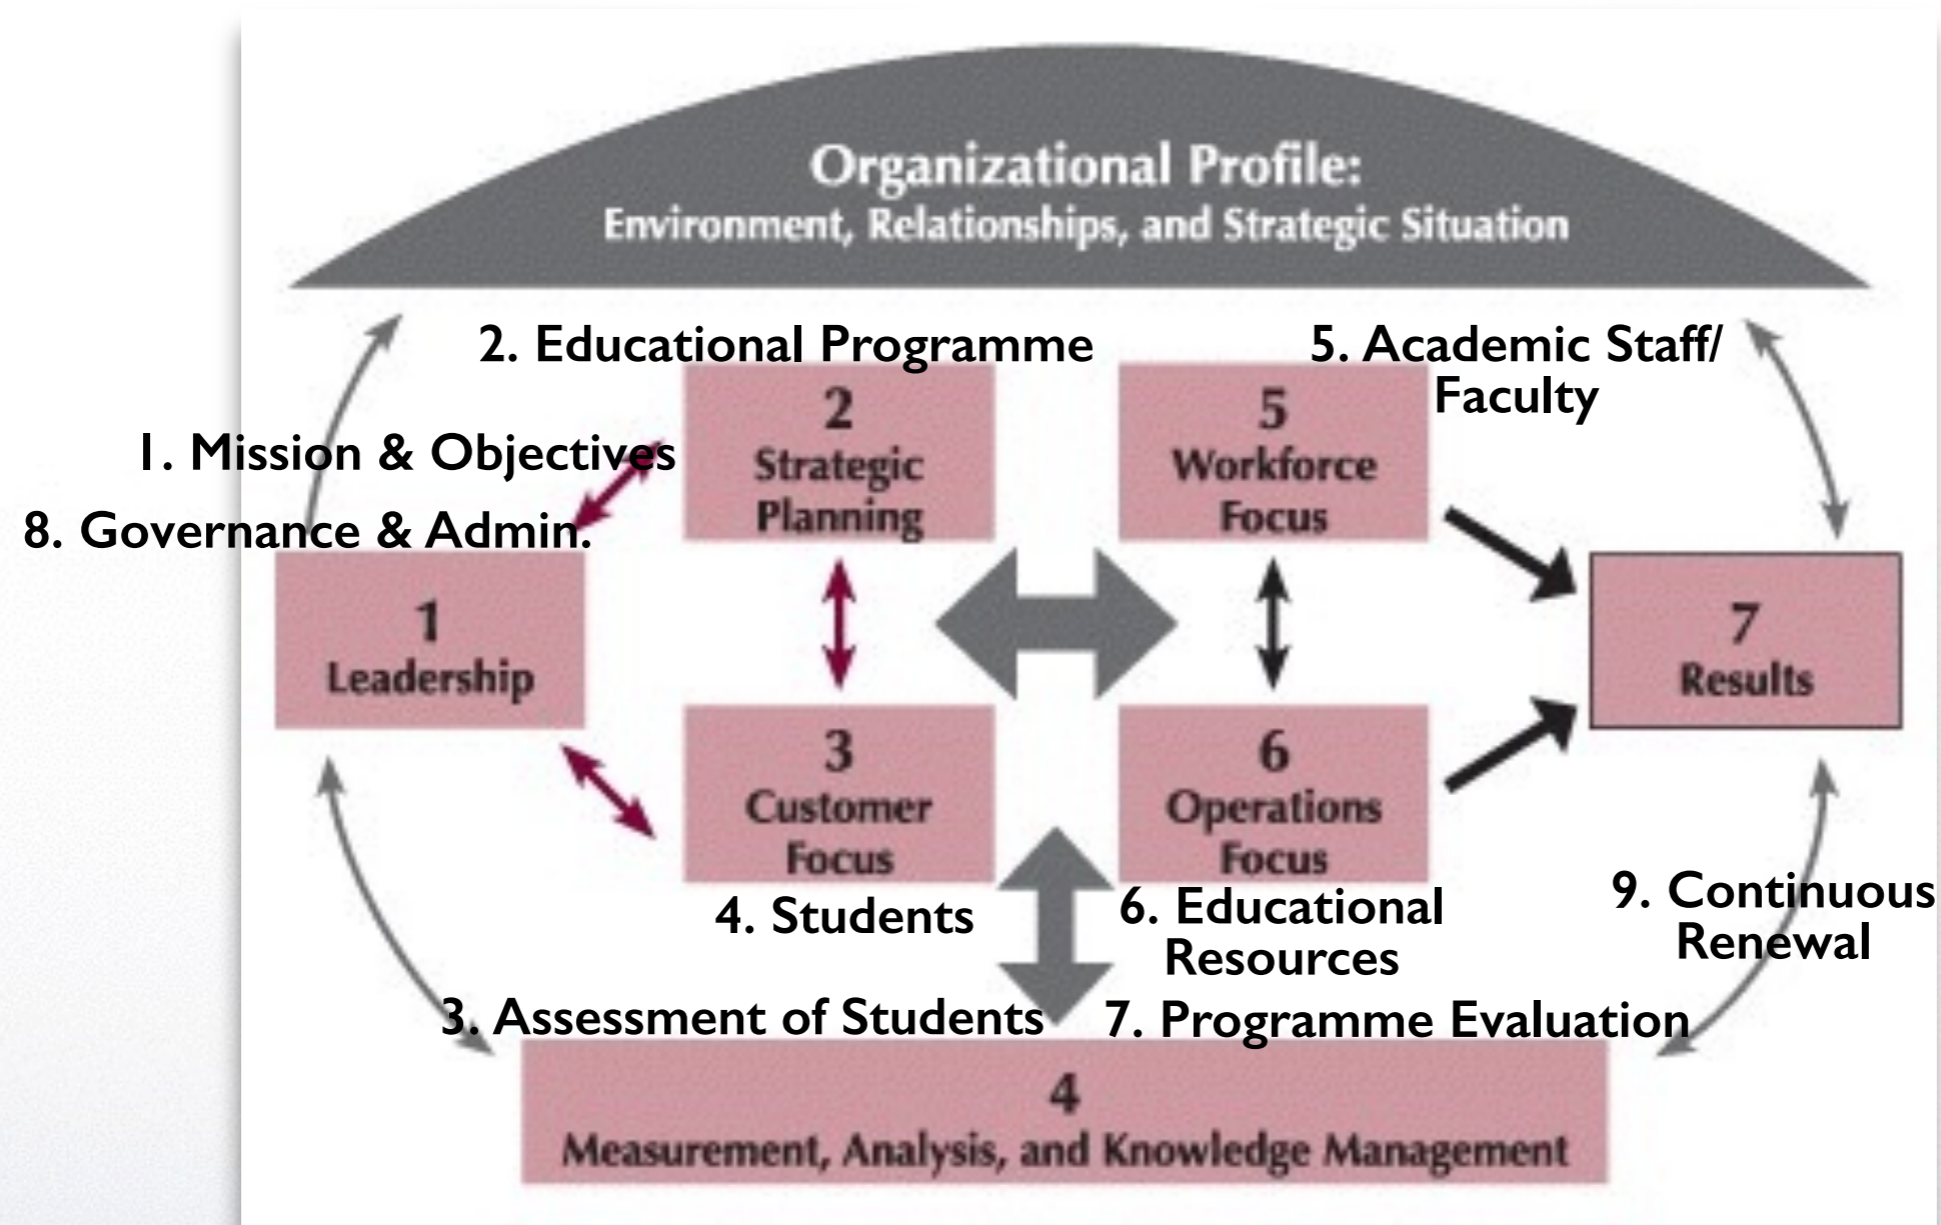 Organizational Profile:
Environment, Relationships, and Strategic Situation
2. Educational Programme
5. Academic Staff/
Faculty
1. Mission & Objectives
8. Governance & Admin.
2
Strategic
Planning
5
Workforce
Focus
1
Leadership
7
Results
3
Customer
Focus
6
Operations
Focus
4. Students
6. Educational
Resources
9. Continuous
Renewal
3. Assessment of Students
7. Programme Evaluation
4
Measurement, Analysis, and Knowledge Management